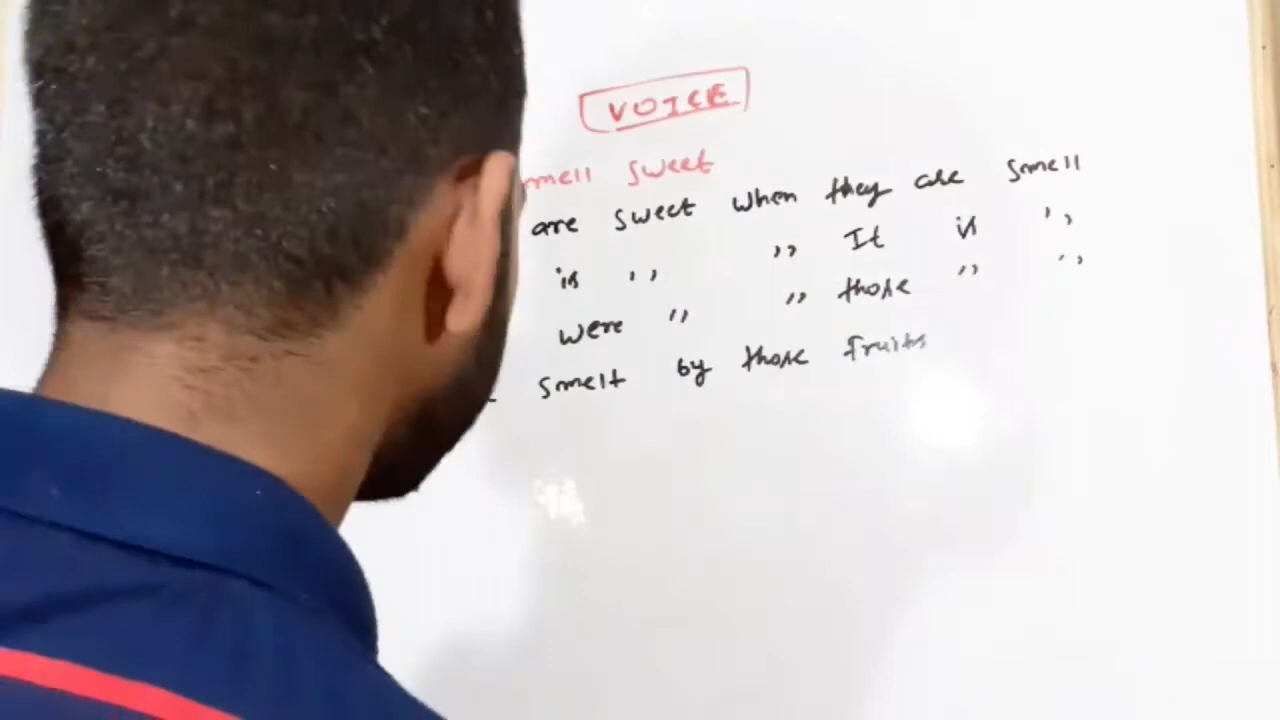 VOICE
mell sweet
are sweet when they are smell
is ,, ,, It is ,,
were ,, ,, those ,, ,,
smelt by those fruits